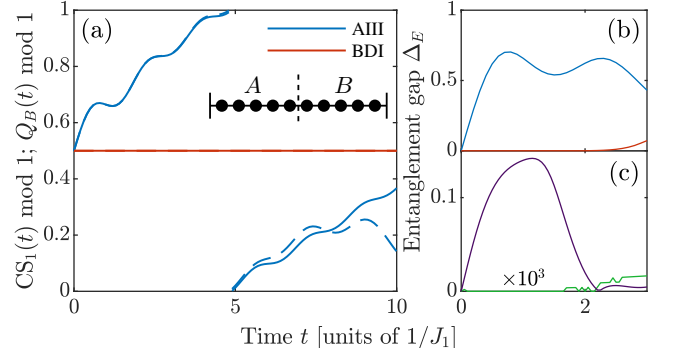 (a)
AIII
BDI
A
B
CS₁(t) mod 1; Q_B(t) mod 1
1
0.8
0.6
0.4
0.2
0
0
5
10
Time t [units of 1/J₁]
(b)
1
0.5
0
Entanglement gap Δ_E
(c)
0.1
0
×10³
0
2